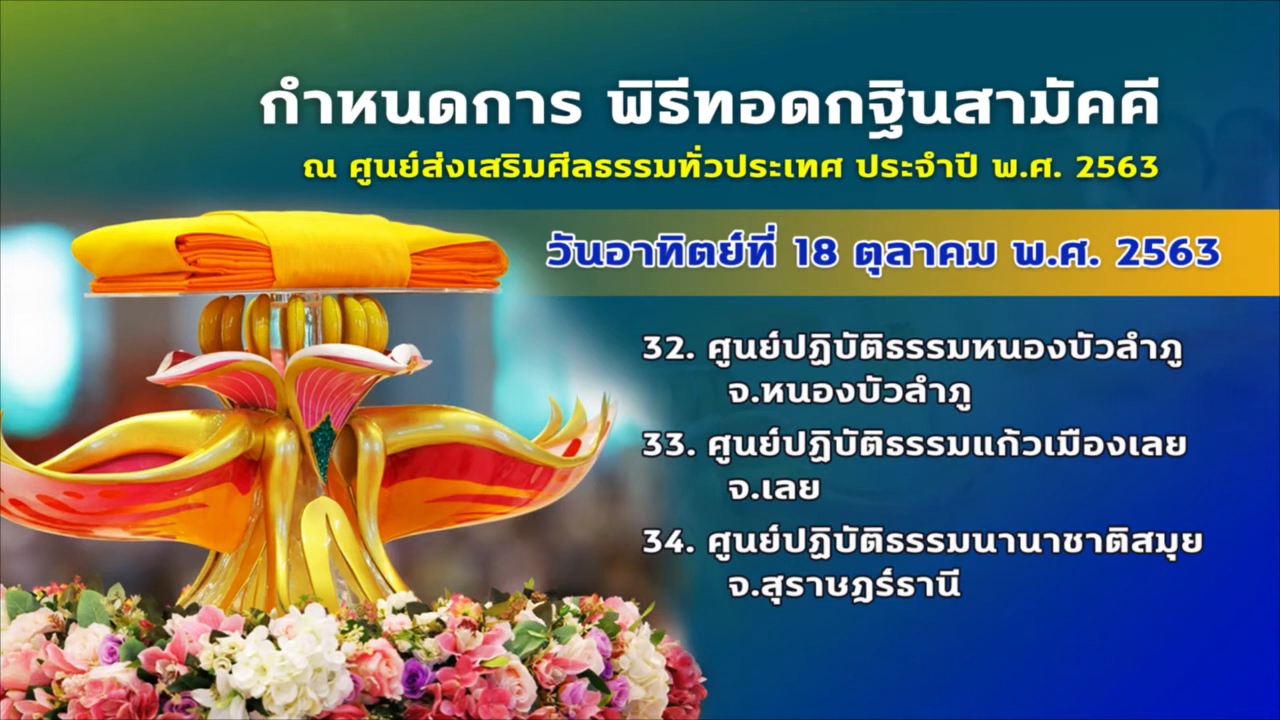 กำหนดการ พิธีทอดกฐินสามัคคี
ณ ศูนย์ส่งเสริมศีลธรรมทั่วประเทศ ประจำปี พ.ศ. 2563
วันอาทิตย์ที่ 18 ตุลาคม พ.ศ. 2563
32. ศูนย์ปฏิบัติธรรมหนองบัวลำภู
จ.หนองบัวลำภู
33. ศูนย์ปฏิบัติธรรมแก้วเมืองเลย
จ.เลย
34. ศูนย์ปฏิบัติธรรมนานาชาติสมุย
จ.สุราษฎร์ธานี